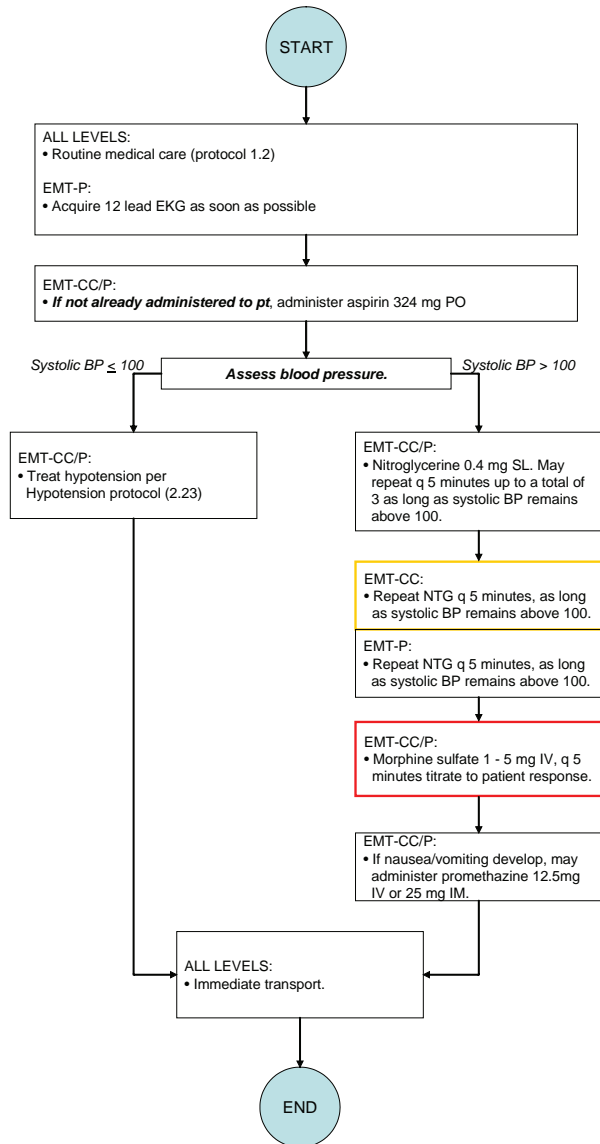 START
ALL LEVELS:
• Routine medical care (protocol 1.2)
EMT-P:
• Acquire 12 lead EKG as soon as possible
EMT-CC/P:
• If not already administered to pt, administer aspirin 324 mg PO
Systolic BP ≤ 100
Assess blood pressure.
Systolic BP > 100
EMT-CC/P:
• Treat hypotension per
Hypotension protocol (2.23)
EMT-CC/P:
• Nitroglycerine 0.4 mg SL. May
repeat q 5 minutes up to a total of
3 as long as systolic BP remains
above 100.
EMT-CC:
• Repeat NTG q 5 minutes, as long
as systolic BP remains above 100.
EMT-P:
• Repeat NTG q 5 minutes, as long
as systolic BP remains above 100.
EMT-CC/P:
• Morphine sulfate 1 - 5 mg IV, q 5
minutes titrate to patient response.
EMT-CC/P:
• If nausea/vomiting develop, may
administer promethazine 12.5mg
IV or 25 mg IM.
ALL LEVELS:
• Immediate transport.
END